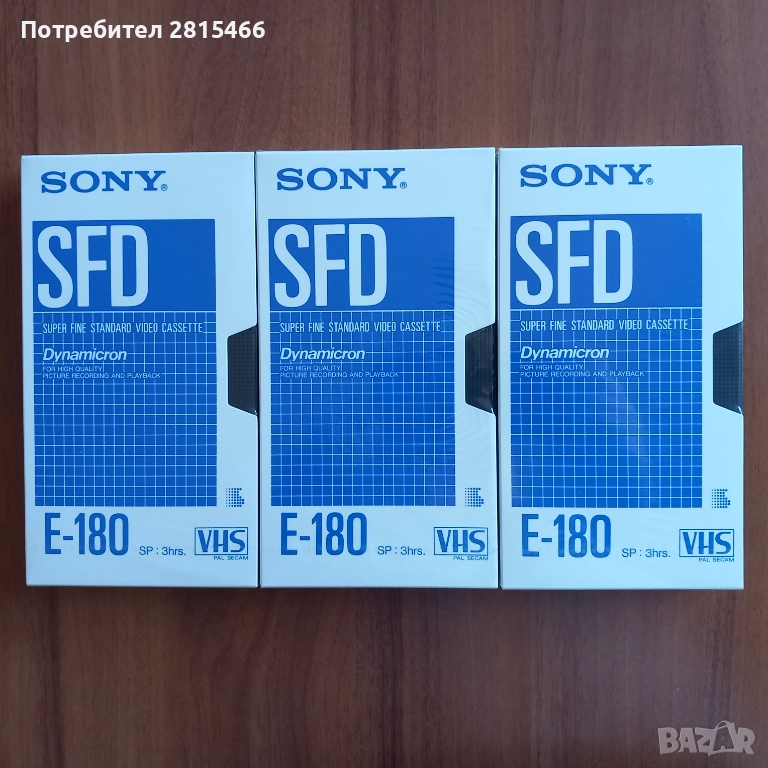 Потребител 2815466
SONY®
SFD
SUPER FINE STANDARD VIDEO CASSETTE
Dynamicron
FOR HIGH QUALITY
PICTURE RECORDING AND PLAYBACK
E-180 SP : 3hrs. VHS
PAL SECAM
SONY®
SFD
SUPER FINE STANDARD VIDEO CASSETTE
Dynamicron
FOR HIGH QUALITY
PICTURE RECORDING AND PLAYBACK
E-180 SP : 3hrs. VHS
PAL SECAM
SONY®
SFD
SUPER FINE STANDARD VIDEO CASSETTE
Dynamicron
FOR HIGH QUALITY
PICTURE RECORDING AND PLAYBACK
E-180 SP : 3hrs. VHS
PAL SECAM
BAZAR